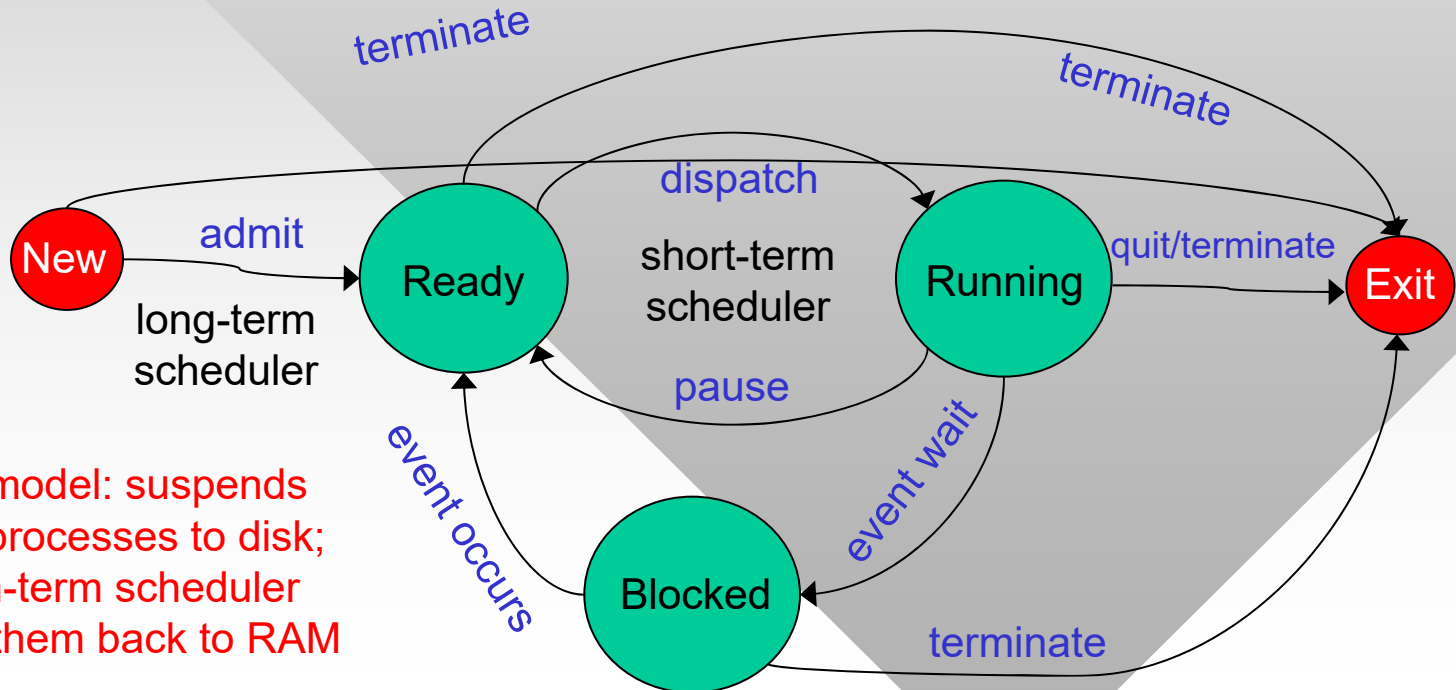 terminate
terminate
dispatch
admit
New
Ready
short-term
scheduler
Running
quit/terminate
Exit
long-term
scheduler
pause
event occurs
event wait
model: suspends
processes to disk;
-term scheduler
them back to RAM
Blocked
terminate